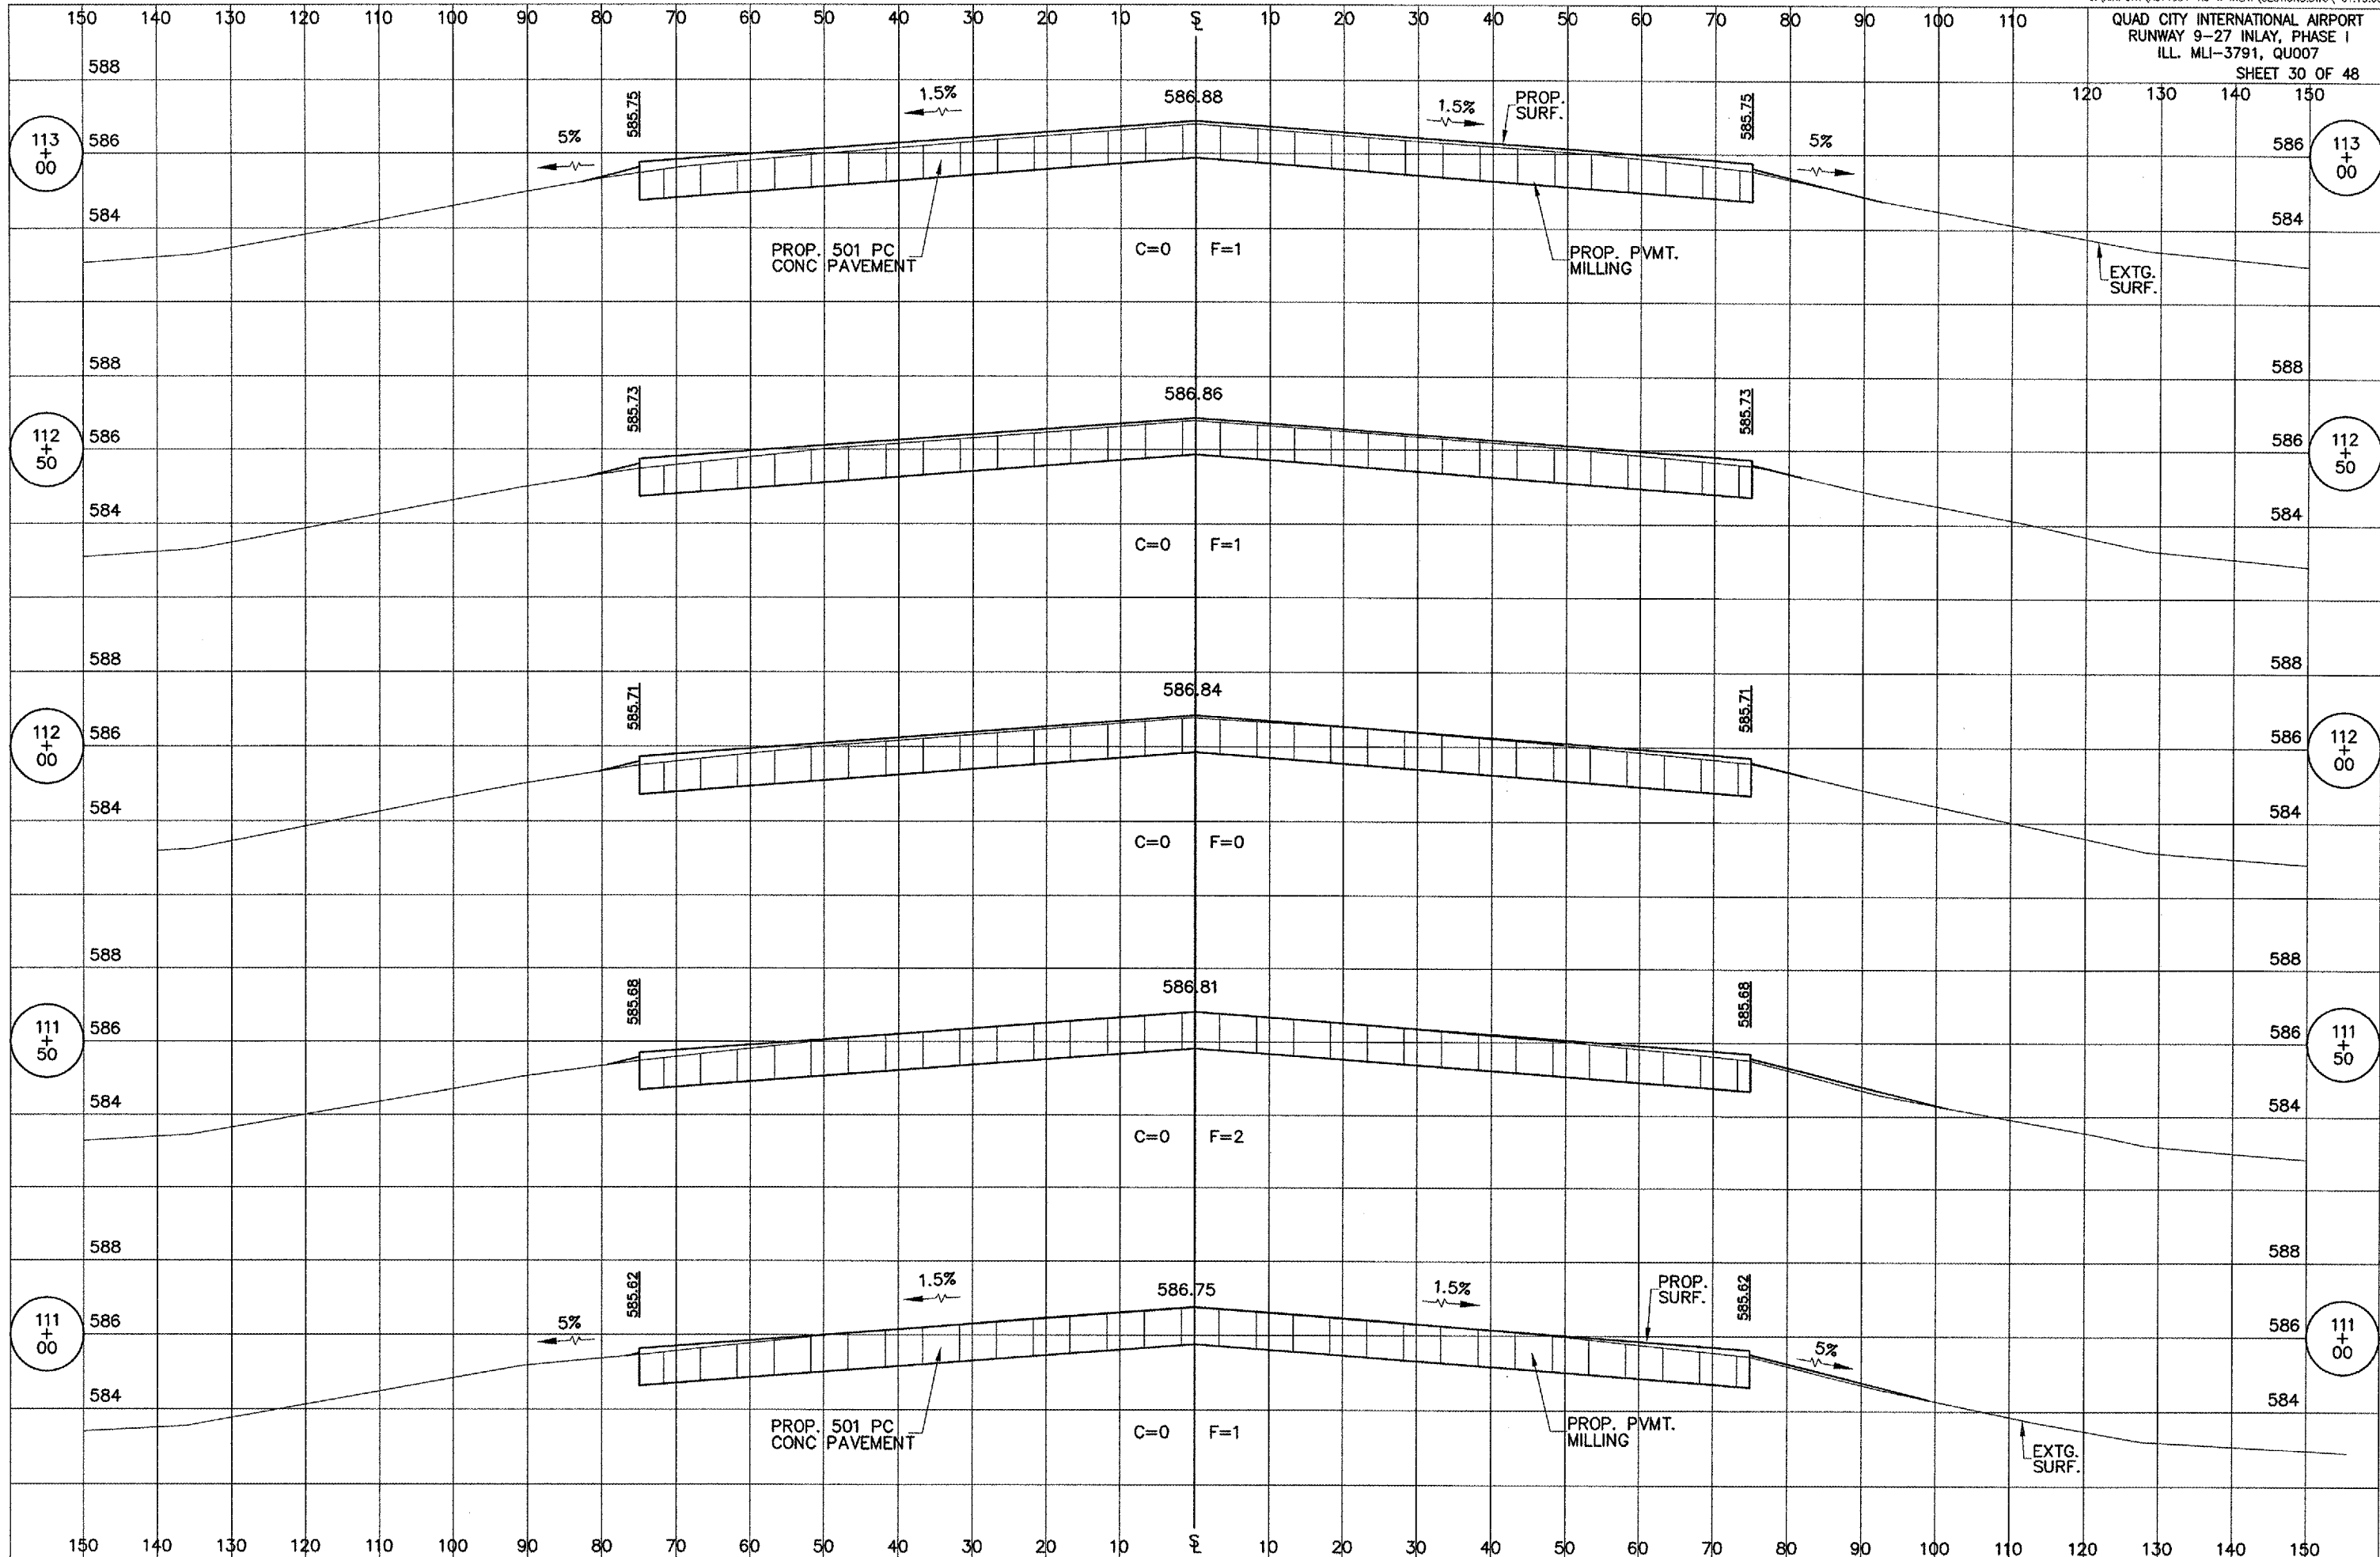 150 140 130 120 110 100 90 80 70 60 50 40 30 20 10 ℄ 10 20 30 40 50 60 70 80 90 100 110
QUAD CITY INTERNATIONAL AIRPORT
RUNWAY 9-27 INLAY, PHASE I
ILL. MLI-3791, QU007
SHEET 30 OF 48
120 130 140 150
588
113
+
00
586
584
5%
585.75
1.5%
586.88
1.5%
PROP.
SURF.
585.75
5%
586
584
113
+
00
PROP. 501 PC
CONC PAVEMENT
C=0 F=1
PROP. PVMT.
MILLING
EXTG.
SURF.
588
588
112
+
50
586
584
585.73
586.86
585.73
586
584
112
+
50
C=0 F=1
588
588
112
+
00
586
584
585.71
586.84
585.71
586
584
112
+
00
C=0 F=0
588
588
111
+
50
586
584
585.68
586.81
585.68
586
584
111
+
50
C=0 F=2
588
588
111
+
00
586
584
5%
585.62
1.5%
586.75
1.5%
PROP.
SURF.
585.62
5%
586
584
111
+
00
PROP. 501 PC
CONC PAVEMENT
C=0 F=1
PROP. PVMT.
MILLING
EXTG.
SURF.
150 140 130 120 110 100 90 80 70 60 50 40 30 20 10 ℄ 10 20 30 40 50 60 70 80 90 100 110 120 130 140 150